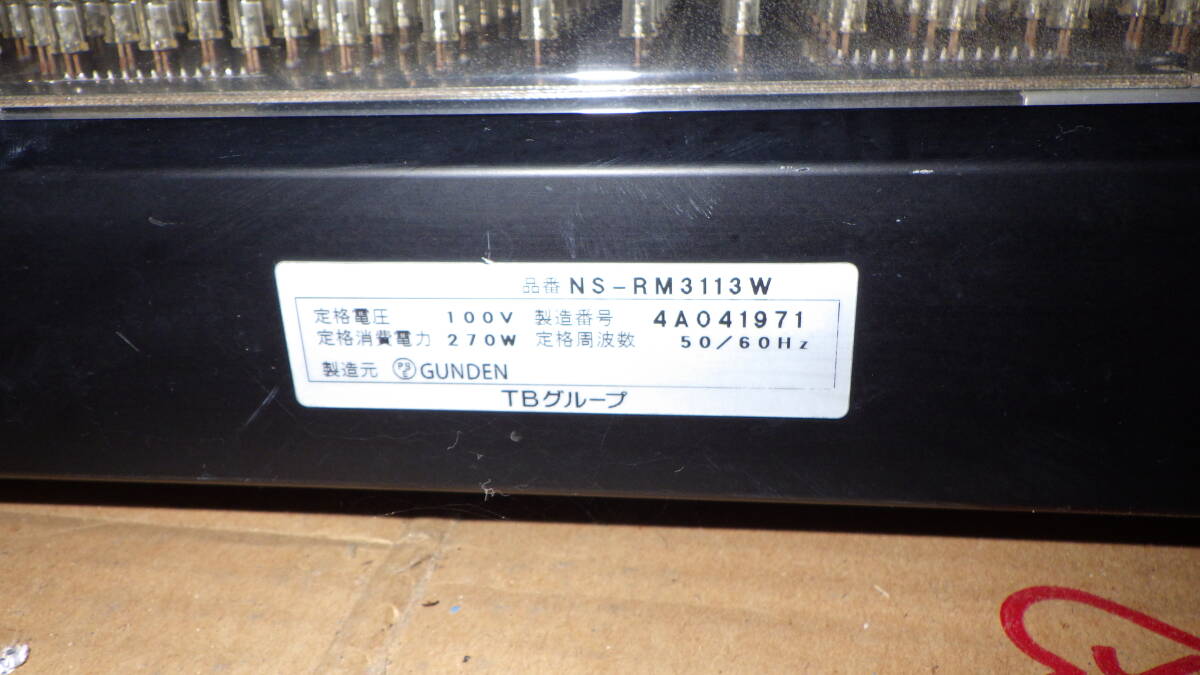 品番 NS-RM3113W
定格電圧 100V 製造番号 4A041971
定格消費電力 270W 定格周波数 50/60Hz
製造元 GUNDEN
TBグループ